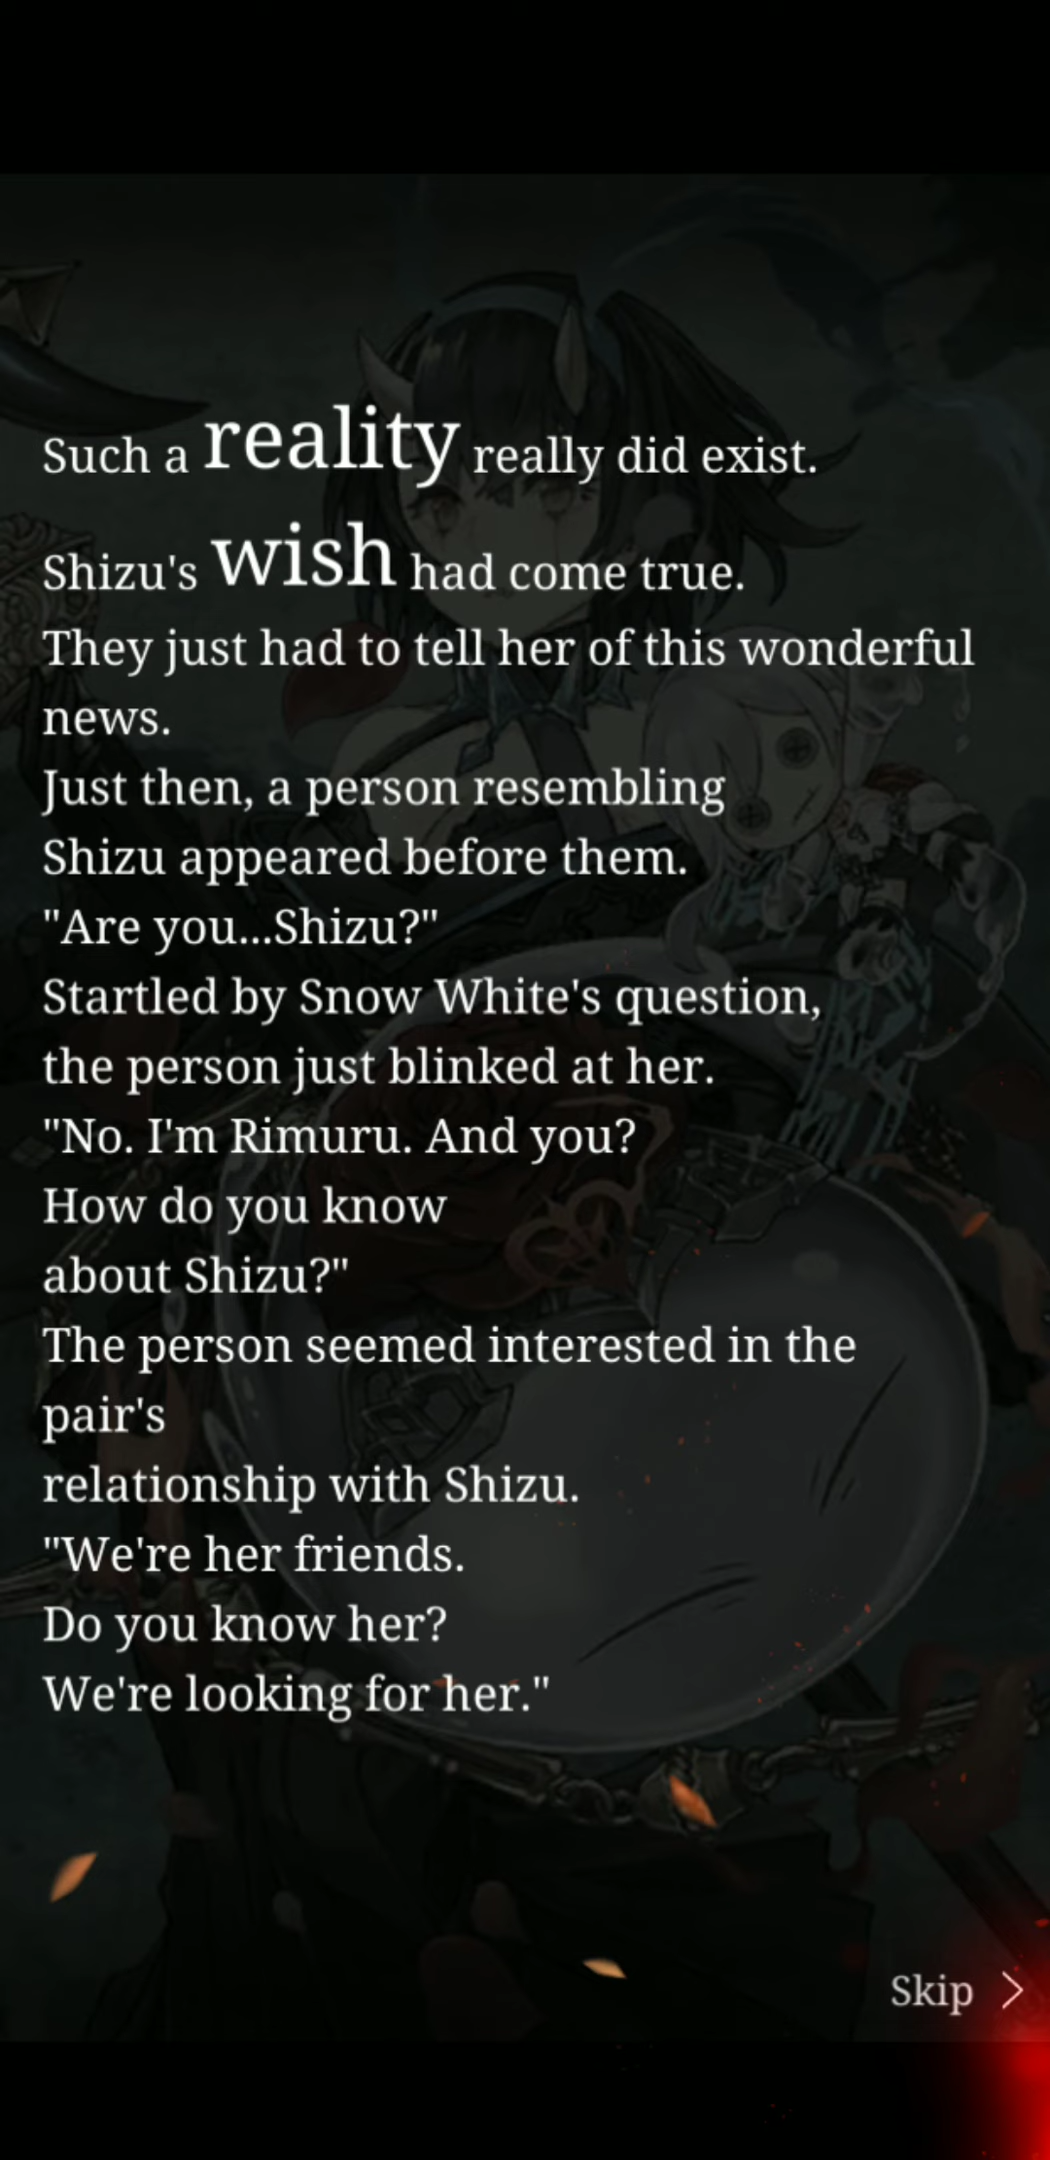 Such a reality really did exist.
Shizu's wish had come true.
They just had to tell her of this wonderful
news.
Just then, a person resembling
Shizu appeared before them.
"Are you...Shizu?"
Startled by Snow White's question,
the person just blinked at her.
"No. I'm Rimuru. And you?
How do you know
about Shizu?"
The person seemed interested in the
pair's
relationship with Shizu.
"We're her friends.
Do you know her?
We're looking for her."
Skip